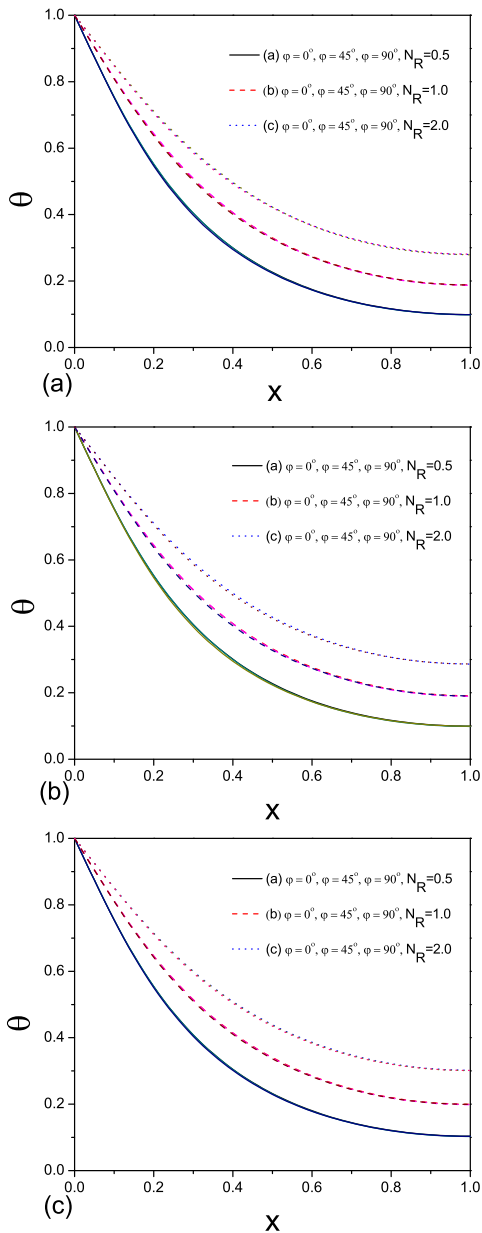 1.0
(a) φ = 0°, φ = 45°, φ = 90°, N_R=0.5
0.8
(b) φ = 0°, φ = 45°, φ = 90°, N_R=1.0
(c) φ = 0°, φ = 45°, φ = 90°, N_R=2.0
0.6
θ
0.4
0.2
0.0
0.0 0.2 0.4 0.6 0.8 1.0
(a)
X
1.0
(a) φ = 0°, φ = 45°, φ = 90°, N_R=0.5
0.8
(b) φ = 0°, φ = 45°, φ = 90°, N_R=1.0
(c) φ = 0°, φ = 45°, φ = 90°, N_R=2.0
0.6
θ
0.4
0.2
0.0
0.0 0.2 0.4 0.6 0.8 1.0
(b)
X
1.0
(a) φ = 0°, φ = 45°, φ = 90°, N_R=0.5
0.8
(b) φ = 0°, φ = 45°, φ = 90°, N_R=1.0
(c) φ = 0°, φ = 45°, φ = 90°, N_R=2.0
0.6
θ
0.4
0.2
0.0
0.0 0.2 0.4 0.6 0.8 1.0
(c)
X